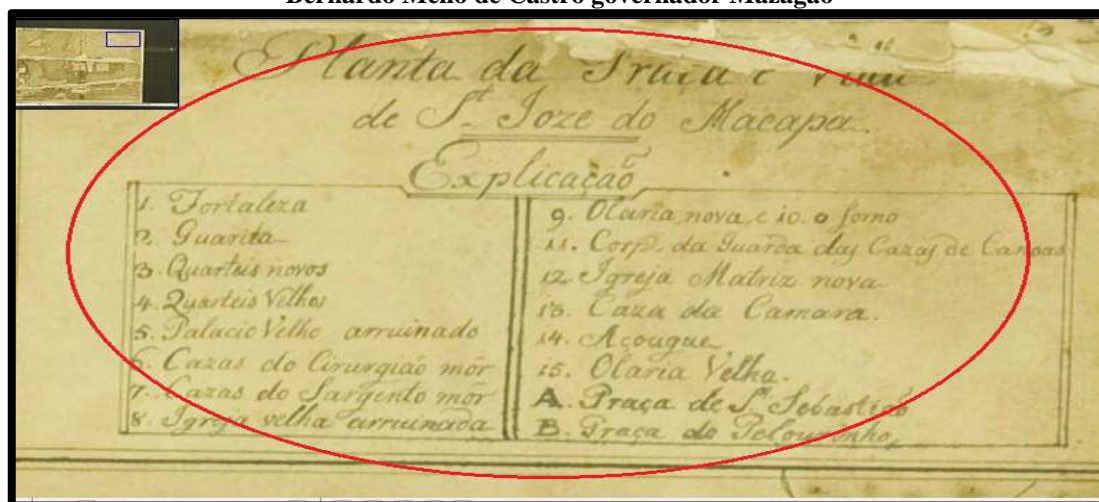 Bernardo Melo de Castro governador Mazagão
Planta da Praça e Villa
de S.t Joze do Macapa.
Explicação
1. Fortaleza
2. Guarita
3. Quarteis novos
4. Quarteis Velhos
5. Palacio Velho arruinado
6. Cazas do Cirurgião mór
7. Cazas do Sargento mór
8. Igreja velha arruinada
9. Olaria nova, e 10. o forno
11. Corp. da Guarda das Cazas de Canoas
12 Igreja Matriz nova
13. Caza da Camara.
14. Açougue
15. Olaria Velha.
A. Praça de S. Sebastião
B. Praça do Pelourinho,